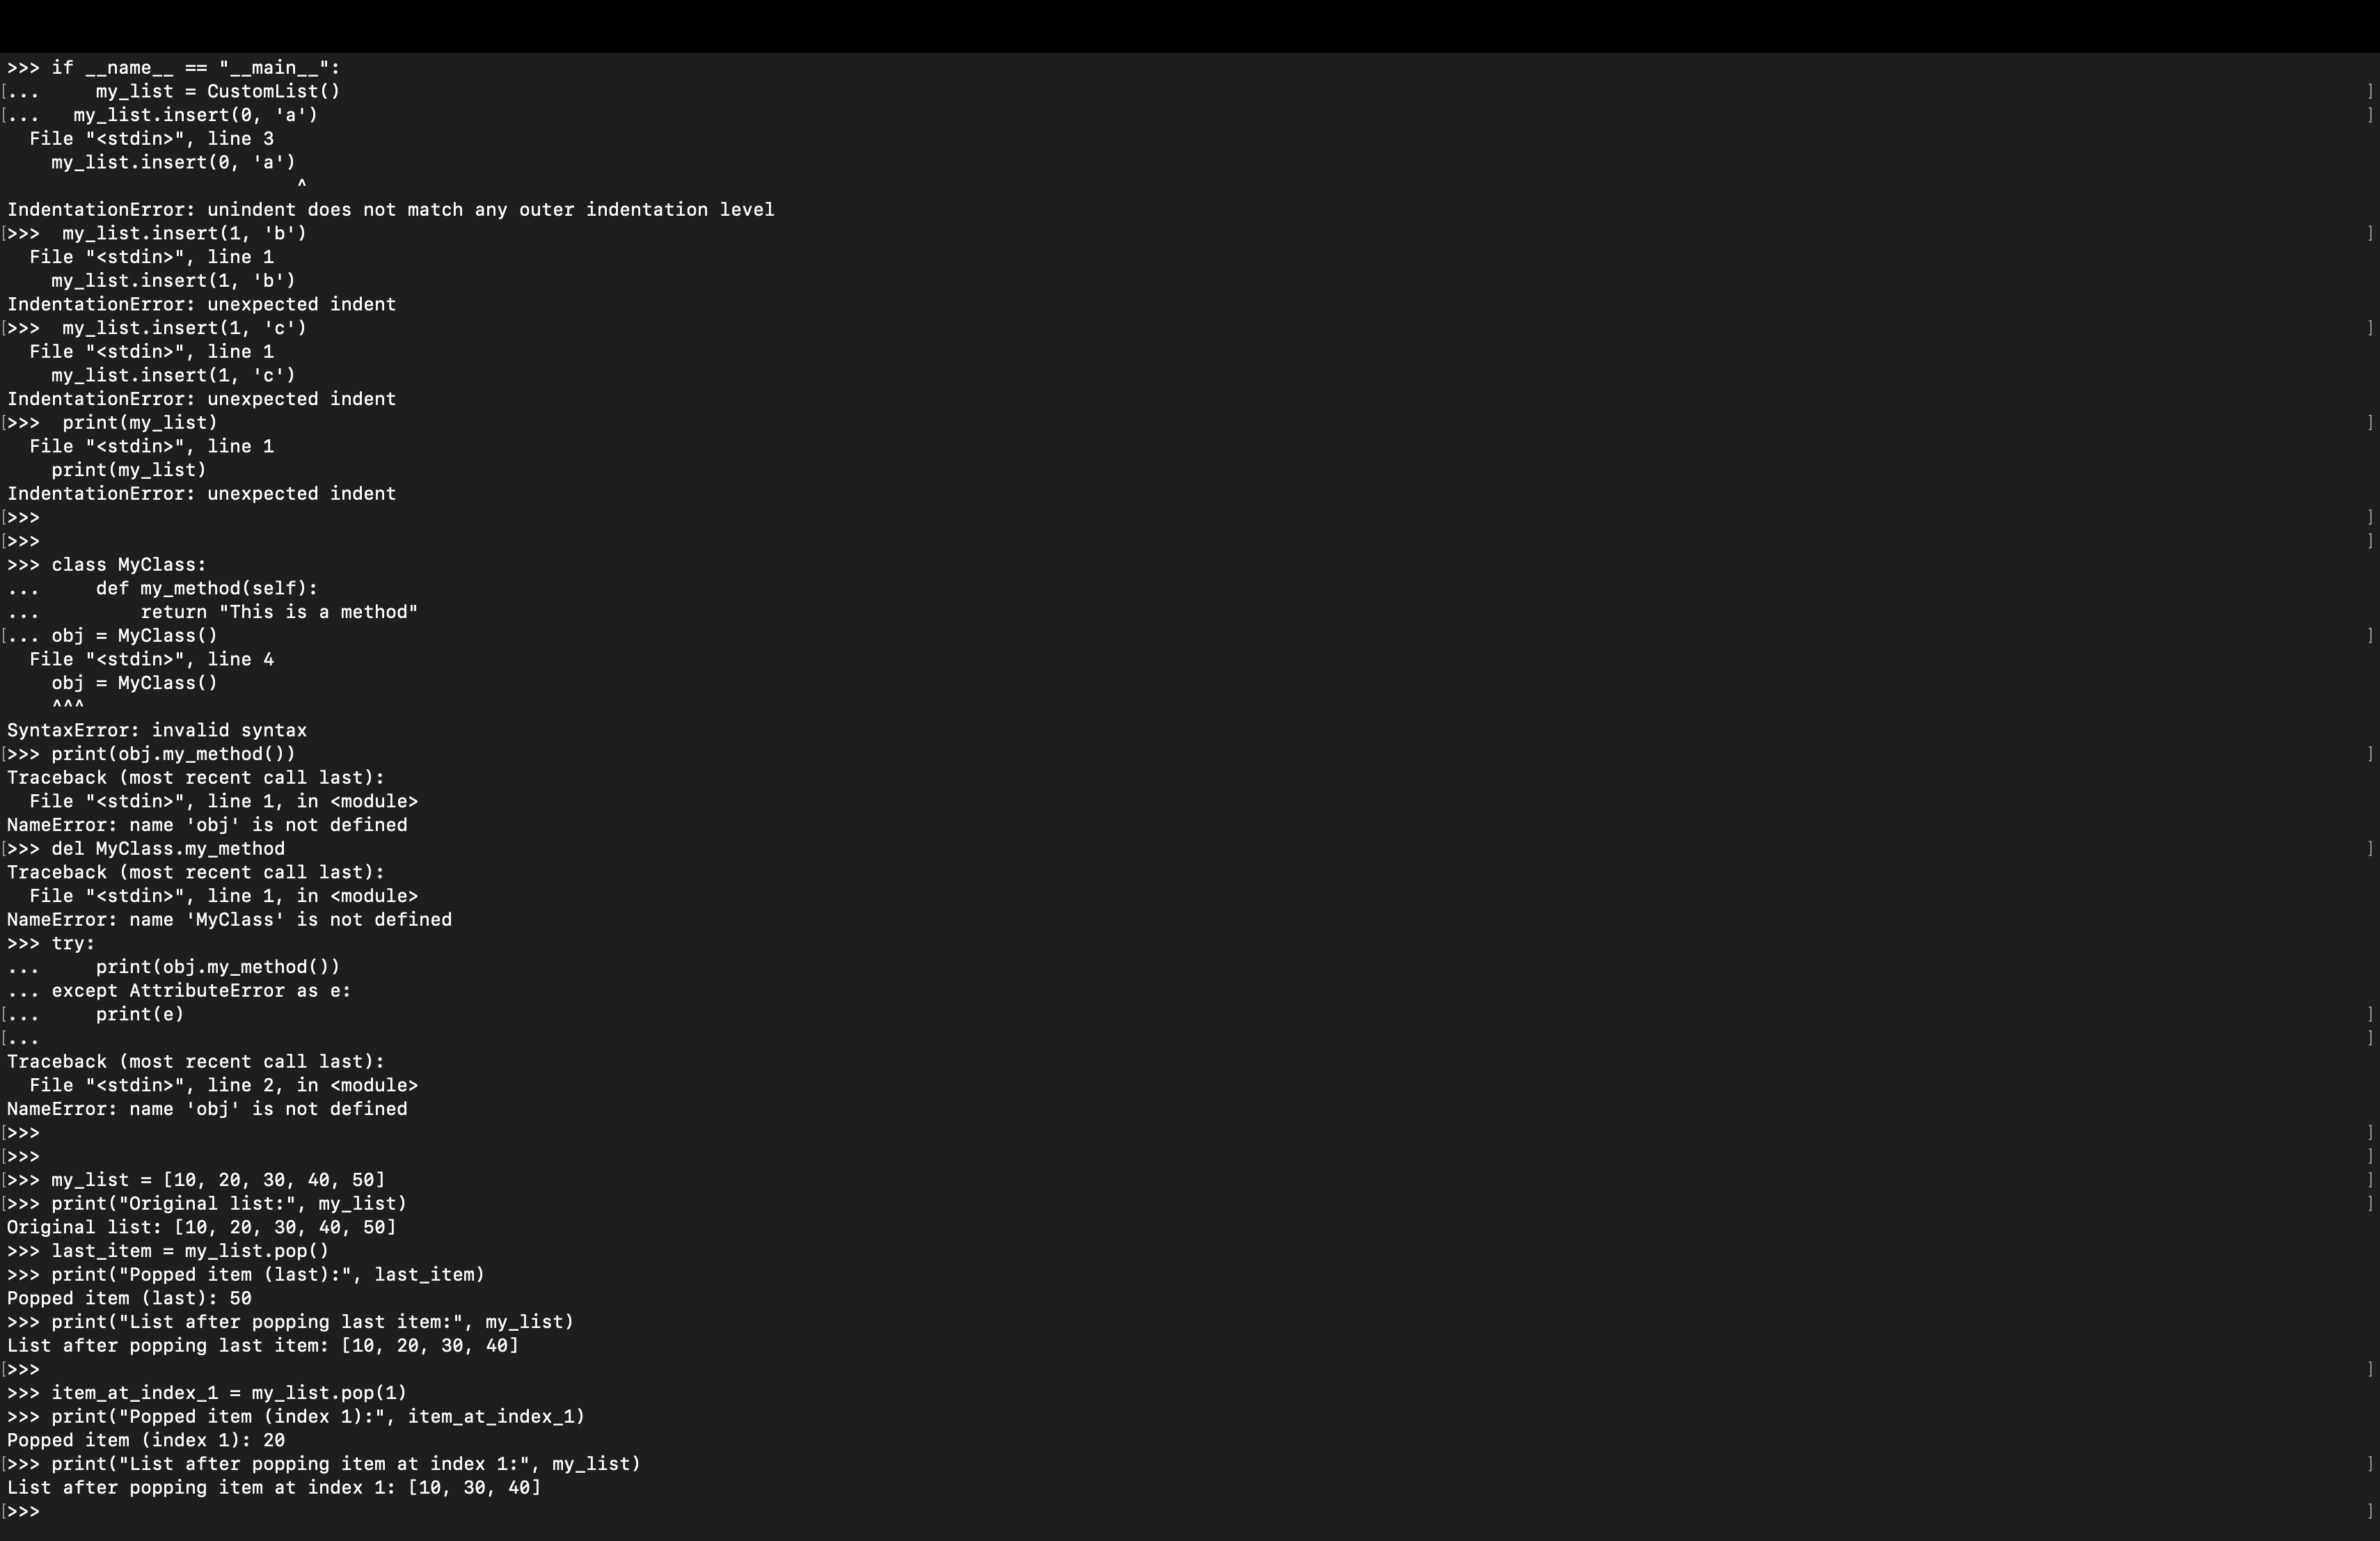 >>> if __name__ == "__main__":
[...     my_list = CustomList()                                                                                      ]
[...   my_list.insert(0, 'a')                                                                                        ]
  File "<stdin>", line 3
    my_list.insert(0, 'a')
                          ^
IndentationError: unindent does not match any outer indentation level
[>>>  my_list.insert(1, 'b')                                                                                         ]
  File "<stdin>", line 1
    my_list.insert(1, 'b')
IndentationError: unexpected indent
[>>>  my_list.insert(1, 'c')                                                                                         ]
  File "<stdin>", line 1
    my_list.insert(1, 'c')
IndentationError: unexpected indent
[>>>  print(my_list)                                                                                                 ]
  File "<stdin>", line 1
    print(my_list)
IndentationError: unexpected indent
[>>>                                                                                                                 ]
[>>>                                                                                                                 ]
>>> class MyClass:
...     def my_method(self):
...         return "This is a method"
[... obj = MyClass()                                                                                                 ]
  File "<stdin>", line 4
    obj = MyClass()
    ^^^
SyntaxError: invalid syntax
[>>> print(obj.my_method())                                                                                          ]
Traceback (most recent call last):
  File "<stdin>", line 1, in <module>
NameError: name 'obj' is not defined
[>>> del MyClass.my_method                                                                                           ]
Traceback (most recent call last):
  File "<stdin>", line 1, in <module>
NameError: name 'MyClass' is not defined
>>> try:
...     print(obj.my_method())
... except AttributeError as e:
[...     print(e)                                                                                                    ]
[...                                                                                                                 ]
Traceback (most recent call last):
  File "<stdin>", line 2, in <module>
NameError: name 'obj' is not defined
[>>>                                                                                                                 ]
[>>>                                                                                                                 ]
[>>> my_list = [10, 20, 30, 40, 50]                                                                                  ]
[>>> print("Original list:", my_list)                                                                                ]
Original list: [10, 20, 30, 40, 50]
>>> last_item = my_list.pop()
>>> print("Popped item (last):", last_item)
Popped item (last): 50
>>> print("List after popping last item:", my_list)
List after popping last item: [10, 20, 30, 40]
[>>>                                                                                                                 ]
>>> item_at_index_1 = my_list.pop(1)
>>> print("Popped item (index 1):", item_at_index_1)
Popped item (index 1): 20
[>>> print("List after popping item at index 1:", my_list)                                                           ]
List after popping item at index 1: [10, 30, 40]
[>>>                                                                                                                 ]